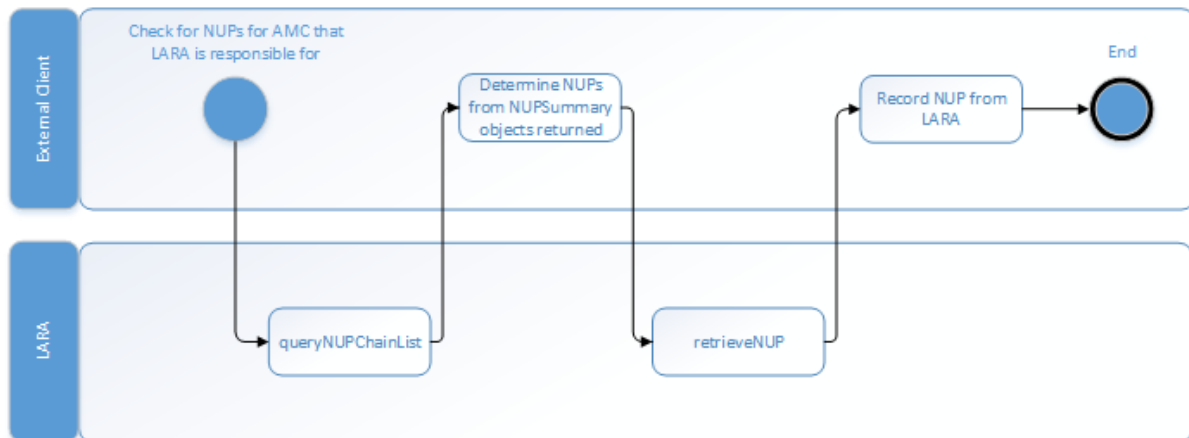 External Client
Check for NUPs for AMC that
LARA is responsible for
Determine NUPs
from NUPSummary
objects returned
Record NUP from
LARA
End
LARA
queryNUPChainList
retrieveNUP